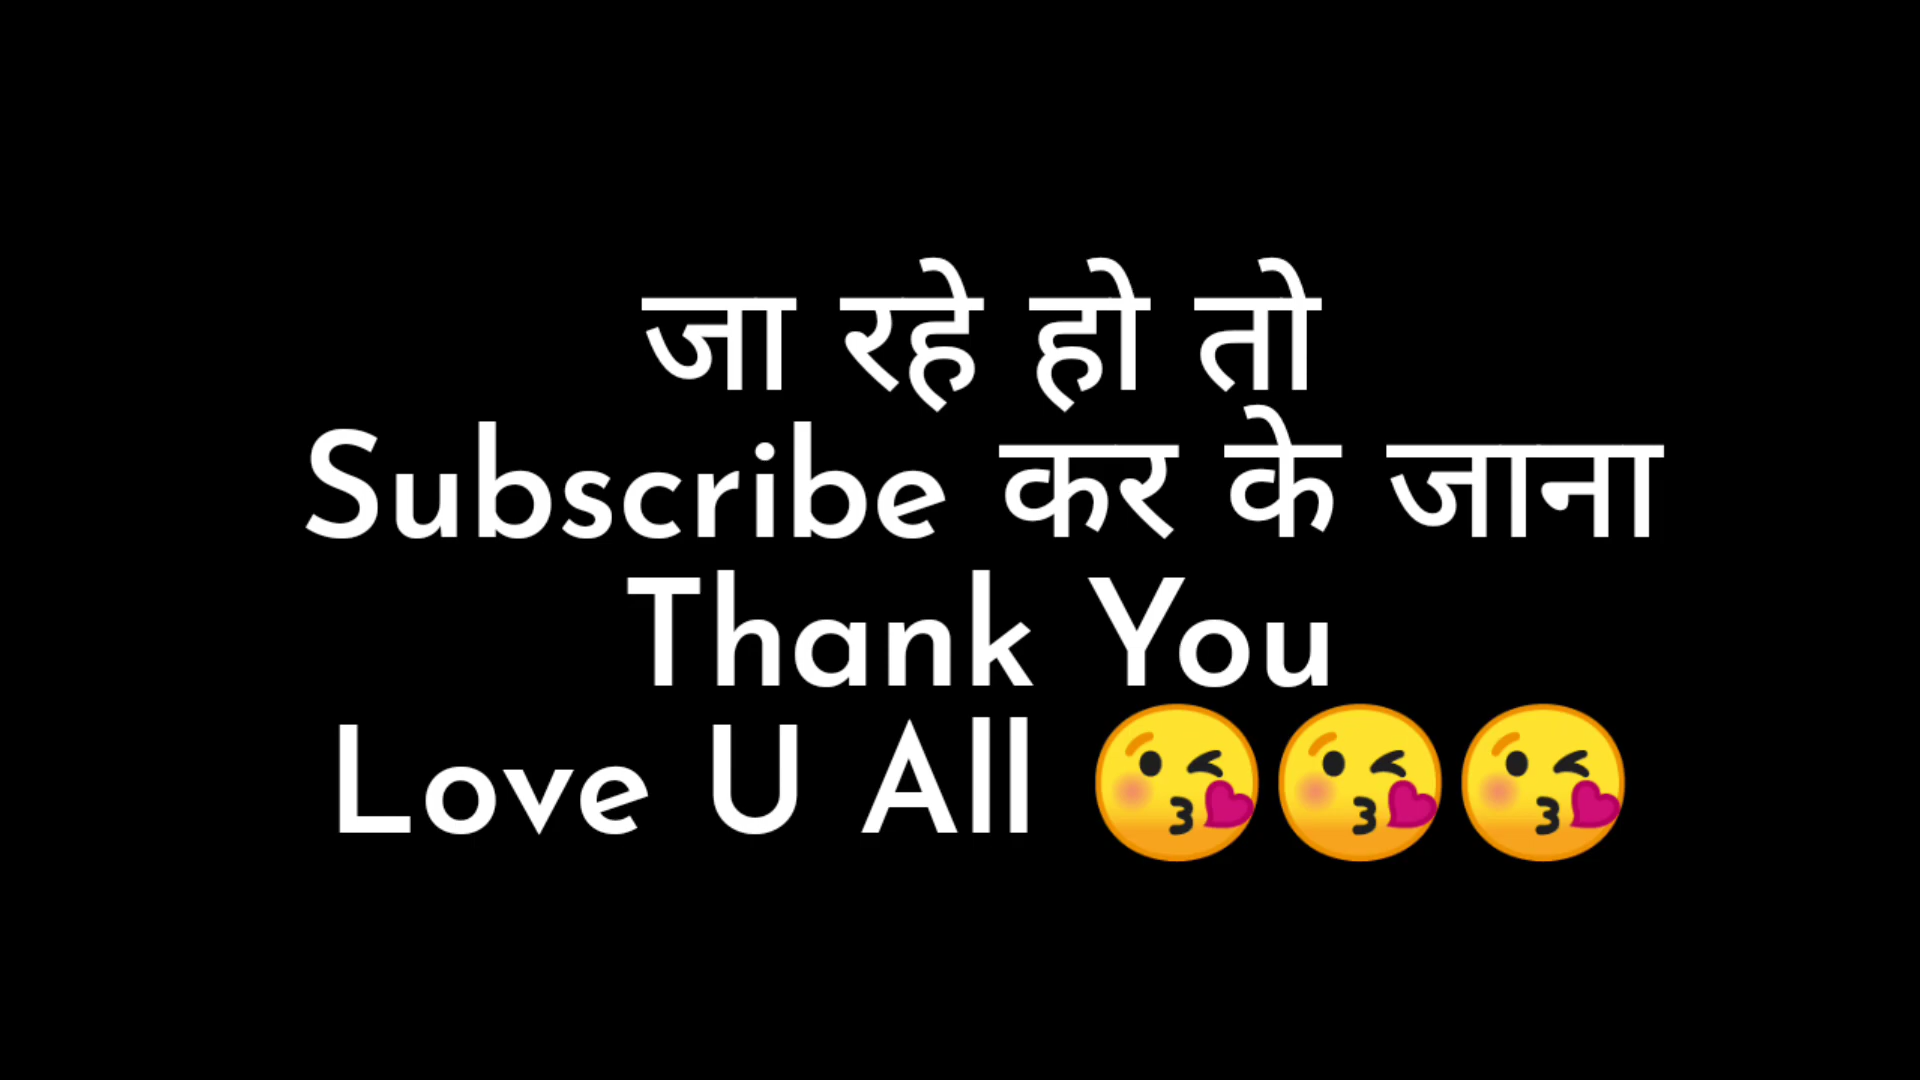 जा रहे हो तो
Subscribe कर के जाना
Thank You
Love U All 😘😘😘